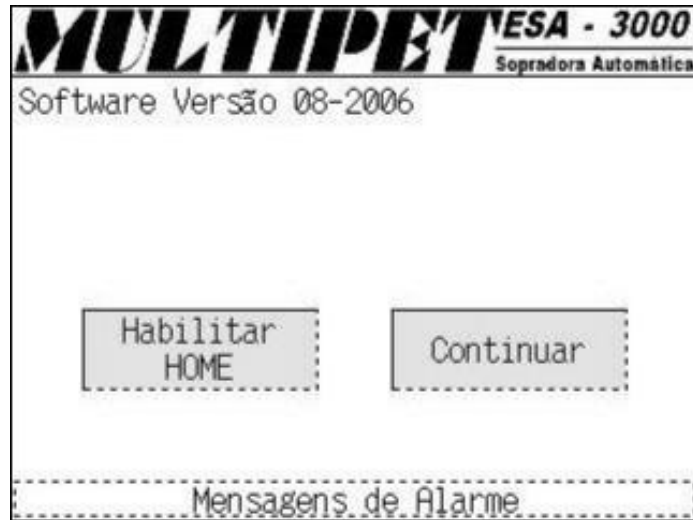 MULTIPET
ESA - 3000
Sopradora Automática
Software Versão 08-2006
Habilitar
HOME
Continuar
Mensagens de Alarme